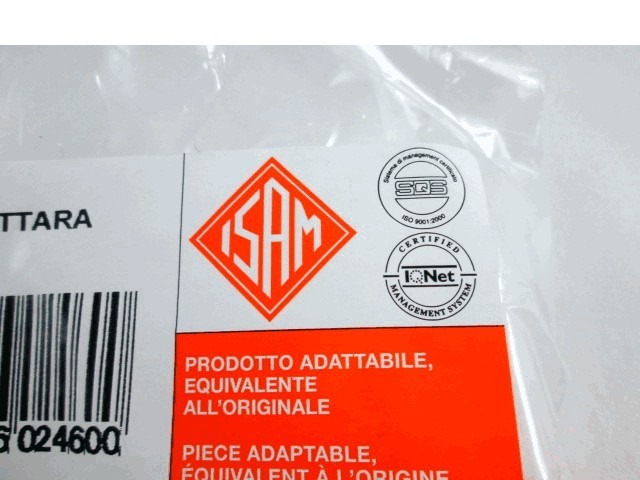 TTARA
ISAM
Sistema di management certificato
SQS
ISO 9001:2000
CERTIFIED
IQNet
MANAGEMENT SYSTEM
024600
PRODOTTO ADATTABILE,
EQUIVALENTE
ALL'ORIGINALE
PIECE ADAPTABLE,
ÉQUIVALENT À L'ORIGINE